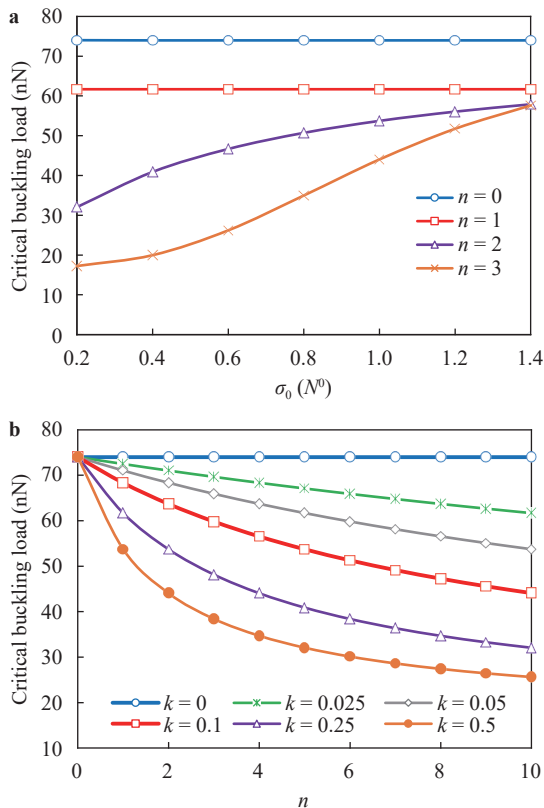 a
80
70
60
50
40
30
20
10
0
Critical buckling load (nN)
n = 0
n = 1
n = 2
n = 3
0.2 0.4 0.6 0.8 1.0 1.2 1.4
σ₀ (N⁰)
b
80
70
60
50
40
30
20
10
Critical buckling load (nN)
k = 0 k = 0.025 k = 0.05
k = 0.1 k = 0.25 k = 0.5
0 2 4 6 8 10
n